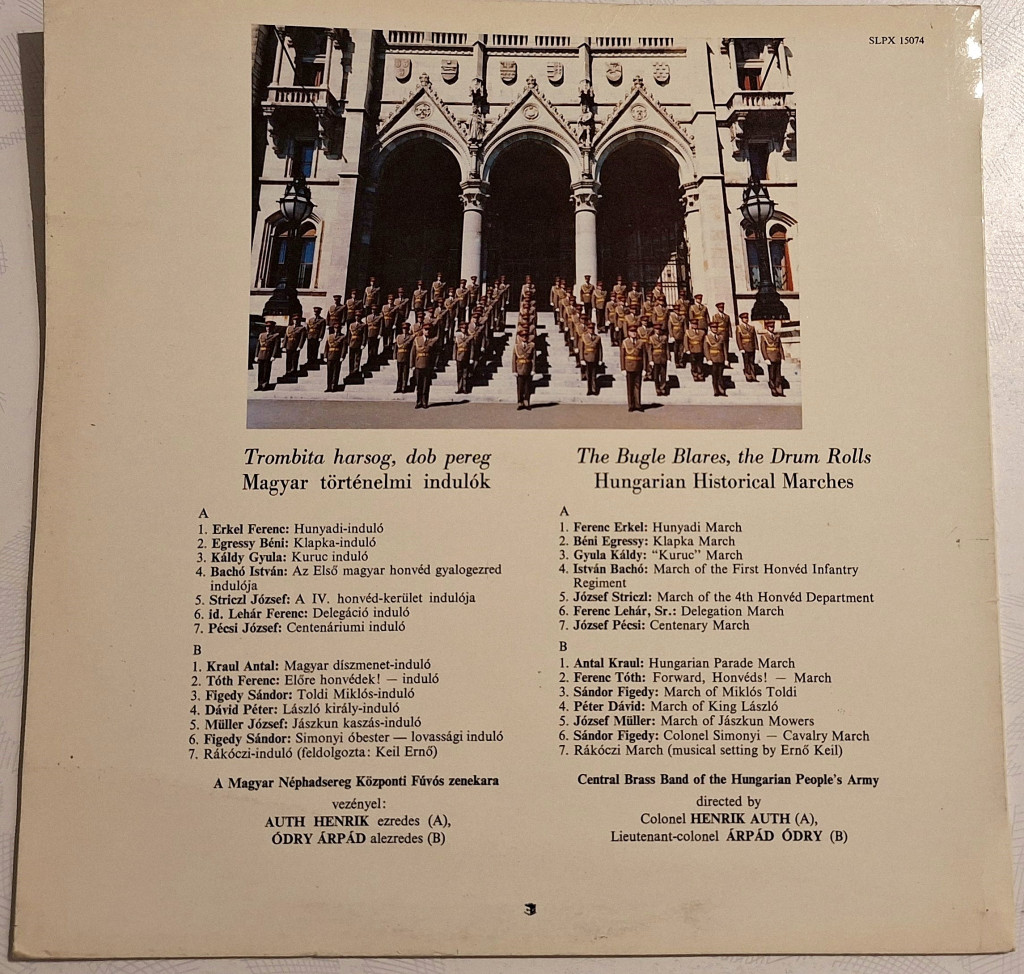 SLPX 15074
Trombita harsog, dob pereg
Magyar történelmi indulók
A
1. Erkel Ferenc: Hunyadi-induló
2. Egressy Béni: Klapka-induló
3. Káldy Gyula: Kuruc induló
4. Bachó István: Az Első magyar honvéd gyalogezred
indulója
5. Striczl József: A IV. honvéd-kerület indulója
6. id. Lehár Ferenc: Delegáció induló
7. Pécsi József: Centenáriumi induló
B
1. Kraul Antal: Magyar díszmenet-induló
2. Tóth Ferenc: Előre honvédek! — induló
3. Figedy Sándor: Toldi Miklós-induló
4. Dávid Péter: László király-induló
5. Müller József: Jászkun kaszás-induló
6. Figedy Sándor: Simonyi óbester — lovassági induló
7. Rákóczi-induló (feldolgozta: Keil Ernő)
A Magyar Néphadsereg Központi Fúvós zenekara
vezényel:
AUTH HENRIK ezredes (A),
ÓDRY ÁRPÁD alezredes (B)
The Bugle Blares, the Drum Rolls
Hungarian Historical Marches
A
1. Ferenc Erkel: Hunyadi March
2. Béni Egressy: Klapka March
3. Gyula Káldy: “Kuruc” March
4. István Bachó: March of the First Honvéd Infantry
Regiment
5. József Striczl: March of the 4th Honvéd Department
6. Ferenc Lehár, Sr.: Delegation March
7. József Pécsi: Centenary March
B
1. Antal Kraul: Hungarian Parade March
2. Ferenc Tóth: Forward, Honvéds! — March
3. Sándor Figedy: March of Miklós Toldi
4. Péter Dávid: March of King László
5. József Müller: March of Jászkun Mowers
6. Sándor Figedy: Colonel Simonyi — Cavalry March
7. Rákóczi March (musical setting by Ernő Keil)
Central Brass Band of the Hungarian People's Army
directed by
Colonel HENRIK AUTH (A),
Lieutenant-colonel ÁRPÁD ÓDRY (B)